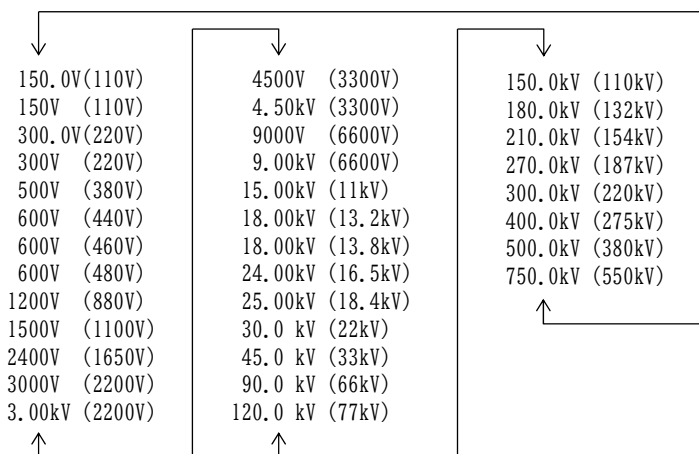 150.0V(110V)
150V (110V)
300.0V(220V)
300V (220V)
500V (380V)
600V (440V)
600V (460V)
600V (480V)
1200V (880V)
1500V (1100V)
2400V (1650V)
3000V (2200V)
3.00kV (2200V)
4500V (3300V)
4.50kV (3300V)
9000V (6600V)
9.00kV (6600V)
15.00kV (11kV)
18.00kV (13.2kV)
18.00kV (13.8kV)
24.00kV (16.5kV)
25.00kV (18.4kV)
30.0 kV (22kV)
45.0 kV (33kV)
90.0 kV (66kV)
120.0 kV (77kV)
150.0kV (110kV)
180.0kV (132kV)
210.0kV (154kV)
270.0kV (187kV)
300.0kV (220kV)
400.0kV (275kV)
500.0kV (380kV)
750.0kV (550kV)